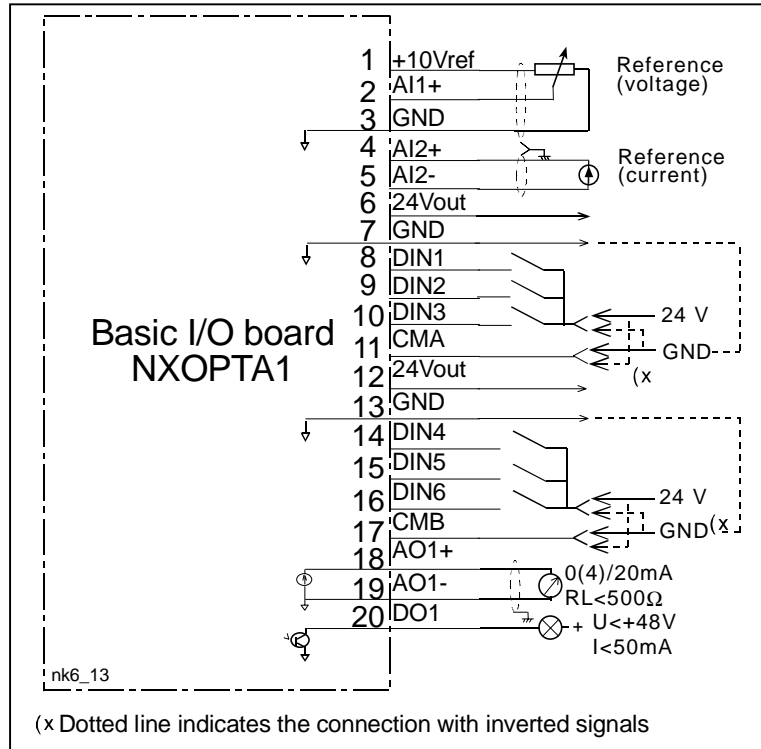 1 +10Vref
2 AI1+
3 GND
4 AI2+
5 AI2-
6 24Vout
7 GND
8 DIN1
9 DIN2
10 DIN3
11 CMA
12 24Vout
13 GND
14 DIN4
15 DIN5
16 DIN6
17 CMB
18 AO1+
19 AO1-
20 DO1
Reference
(voltage)
Reference
(current)
24 V
GND
(x
Basic I/O board
NXOPTA1
24 V
GND (x
0(4)/20mA
RL<500Ω
+ U<+48V
I<50mA
nk6_13
(x Dotted line indicates the connection with inverted signals